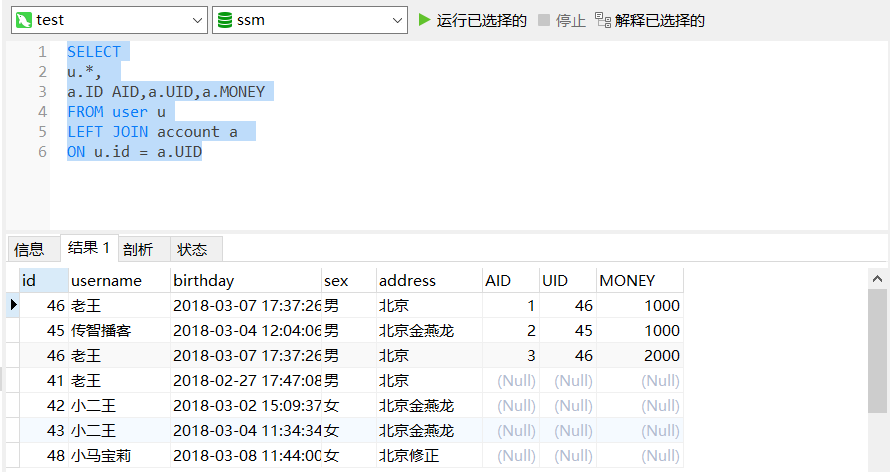 test ssm 运行已选择的 停止 解释已选择的
1 SELECT
2 u.*,
3 a.ID AID,a.UID,a.MONEY
4 FROM user u
5 LEFT JOIN account a
6 ON u.id = a.UID
信息 结果 1 剖析 状态
id username birthday sex address AID UID MONEY
46 老王 2018-03-07 17:37:26 男 北京 1 46 1000
45 传智播客 2018-03-04 12:04:06 男 北京金燕龙 2 45 1000
46 老王 2018-03-07 17:37:26 男 北京 3 46 2000
41 老王 2018-02-27 17:47:08 男 北京 (Null) (Null) (Null)
42 小二王 2018-03-02 15:09:37 女 北京金燕龙 (Null) (Null) (Null)
43 小二王 2018-03-04 11:34:34 女 北京金燕龙 (Null) (Null) (Null)
48 小马宝莉 2018-03-08 11:44:00 女 北京修正 (Null) (Null) (Null)